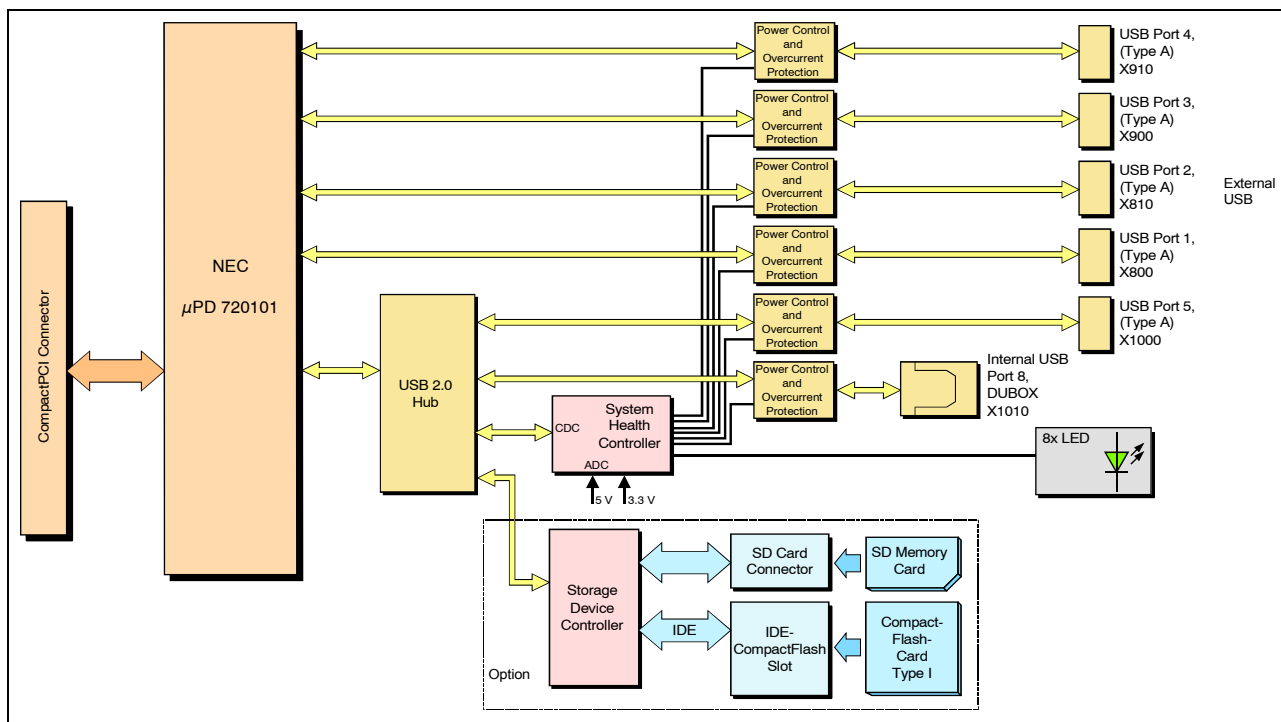 Power Control
and
Overcurrent
Protection
USB Port 4,
(Type A)
X910
Power Control
and
Overcurrent
Protection
USB Port 3,
(Type A)
X900
Power Control
and
Overcurrent
Protection
USB Port 2,
(Type A)
X810
External
USB
Power Control
and
Overcurrent
Protection
USB Port 1,
(Type A)
X800
Power Control
and
Overcurrent
Protection
USB Port 5,
(Type A)
X1000
Power Control
and
Overcurrent
Protection
Internal USB
Port 8,
DUBOX
X1010
CompactPCI Connector
NEC
µPD 720101
USB 2.0
Hub
System
Health
Controller
CDC
ADC
5 V
3.3 V
8x LED
Storage
Device
Controller
SD Card
Connector
SD Memory
Card
IDE
IDE-
CompactFlash
Slot
Compact-
Flash-
Card
Type I
Option